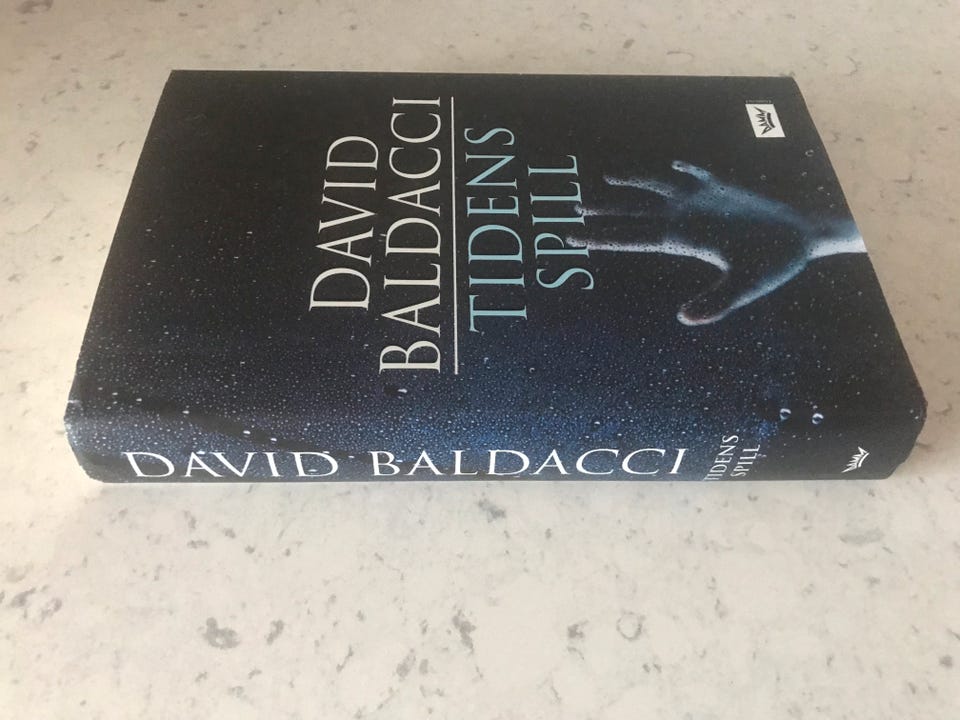 DAVID
BALDACCI
TIDENS
SPILL
DAVID BALDACCI
TIDENS
SPILL